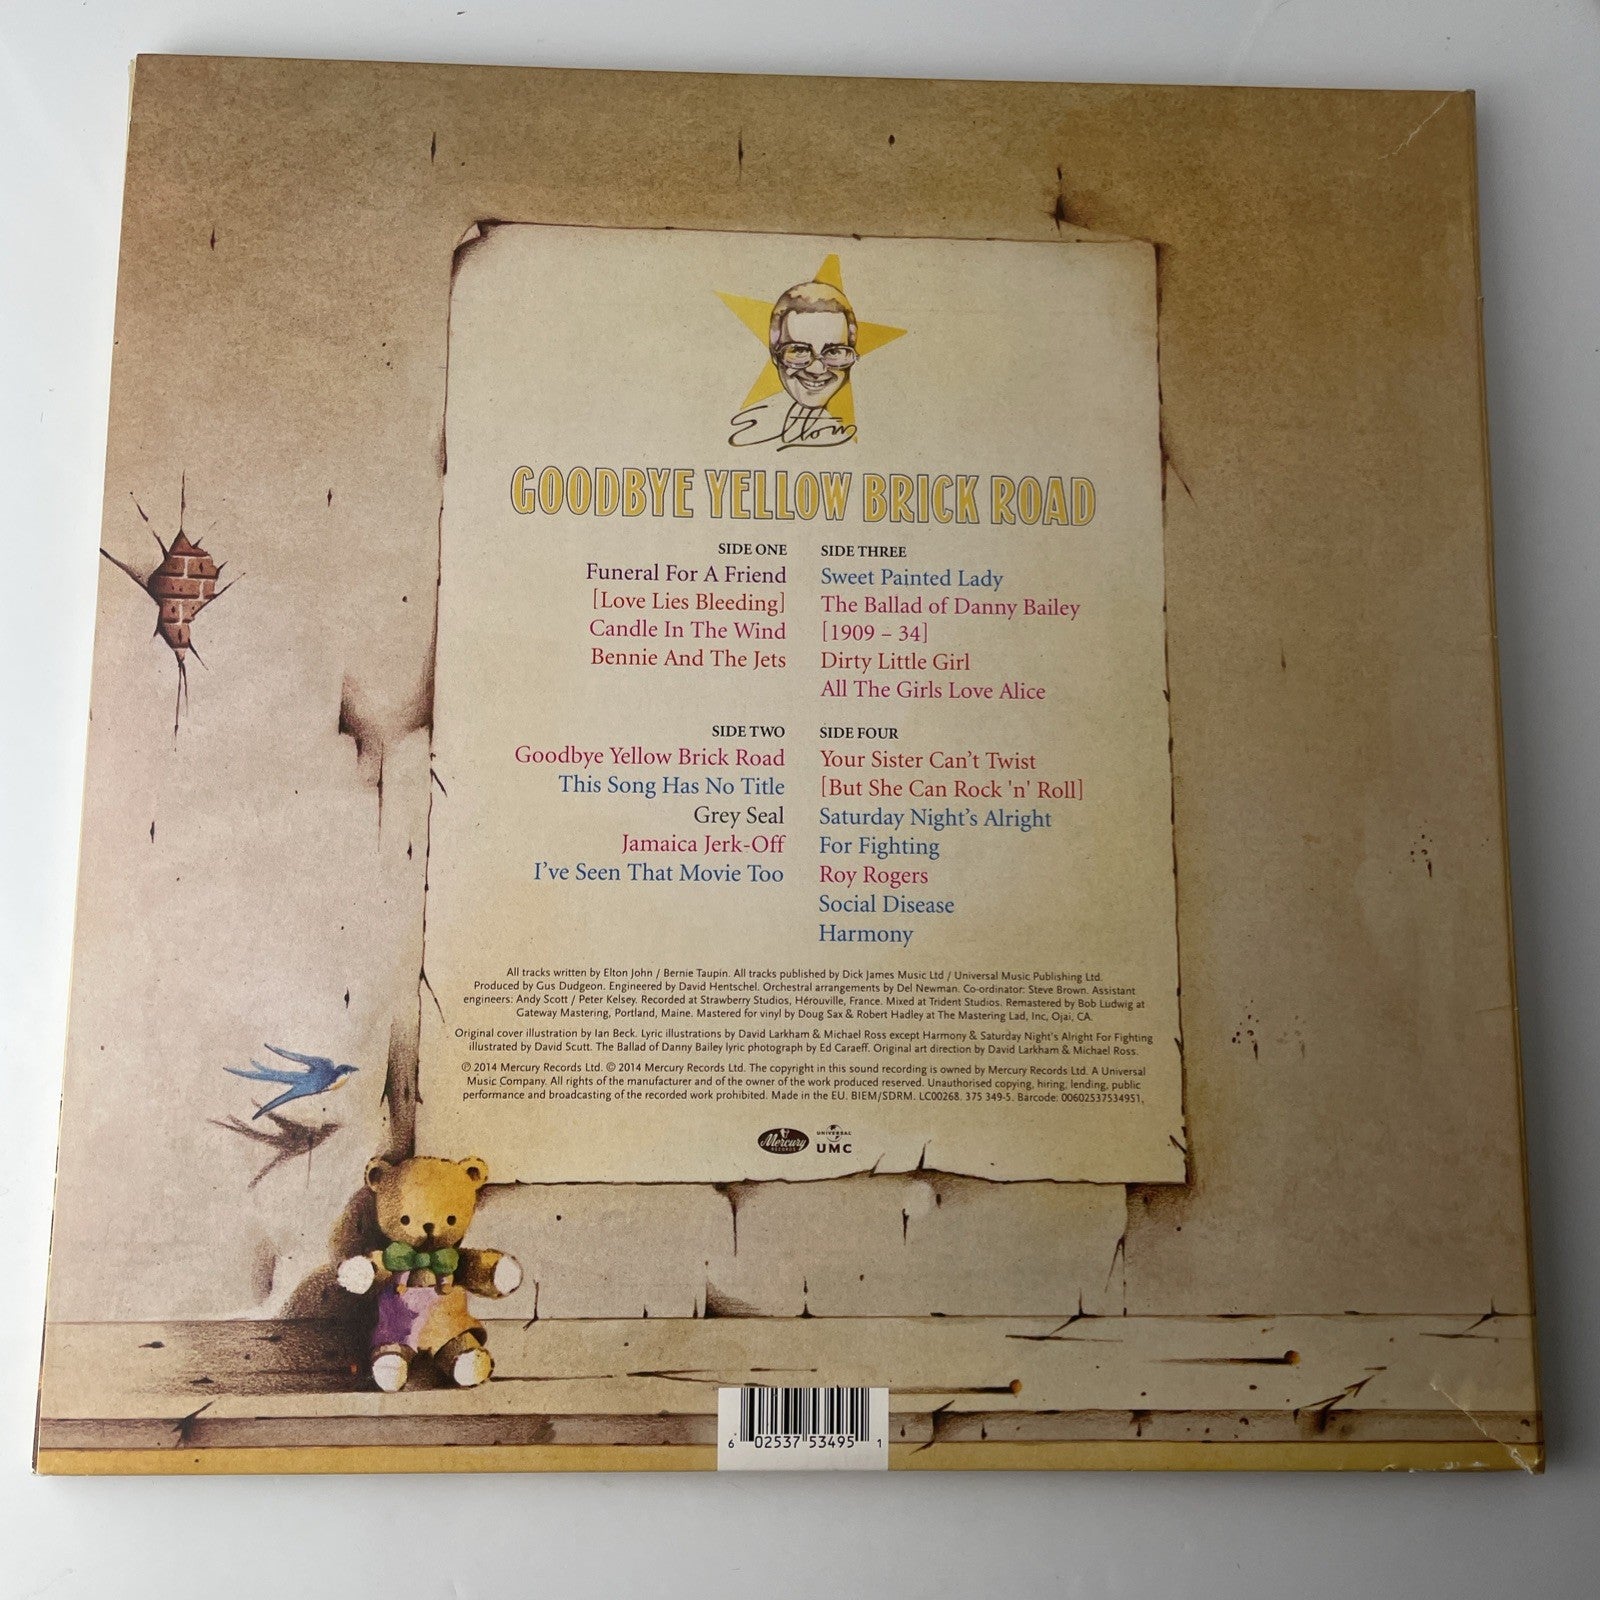 Elton
GOODBYE YELLOW BRICK ROAD
SIDE ONE
Funeral For A Friend
[Love Lies Bleeding]
Candle In The Wind
Bennie And The Jets
SIDE TWO
Goodbye Yellow Brick Road
This Song Has No Title
Grey Seal
Jamaica Jerk-Off
I've Seen That Movie Too
SIDE THREE
Sweet Painted Lady
The Ballad of Danny Bailey
[1909 – 34]
Dirty Little Girl
All The Girls Love Alice
SIDE FOUR
Your Sister Can't Twist
[But She Can Rock 'n' Roll]
Saturday Night's Alright
For Fighting
Roy Rogers
Social Disease
Harmony
All tracks written by Elton John / Bernie Taupin. All tracks published by Dick James Music Ltd / Universal Music Publishing Ltd.
Produced by Gus Dudgeon. Engineered by David Hentschel. Orchestral arrangements by Del Newman. Co-ordinator: Steve Brown. Assistant
engineers: Andy Scott / Peter Kelsey. Recorded at Strawberry Studios, Hérouville, France. Mixed at Trident Studios. Remastered by Bob Ludwig at
Gateway Mastering, Portland, Maine. Mastered for vinyl by Doug Sax & Robert Hadley at The Mastering Lad, Inc, Ojai, CA.
Original cover illustration by Ian Beck. Lyric illustrations by David Larkham & Michael Ross except Harmony & Saturday Night's Alright For Fighting
illustrated by David Scutt. The Ballad of Danny Bailey lyric photograph by Ed Caraeff. Original art direction by David Larkham & Michael Ross.
℗ 2014 Mercury Records Ltd. © 2014 Mercury Records Ltd. The copyright in this sound recording is owned by Mercury Records Ltd. A Universal
Music Company. All rights of the manufacturer and of the owner of the work produced reserved. Unauthorised copying, hiring, lending, public
performance and broadcasting of the recorded work prohibited. Made in the EU. BIEM/SDRM. LC00268. 375 349-5. Barcode: 00602537534951.
Mercury
RECORDS
UNIVERSAL
UMC
6 02537 53495 1